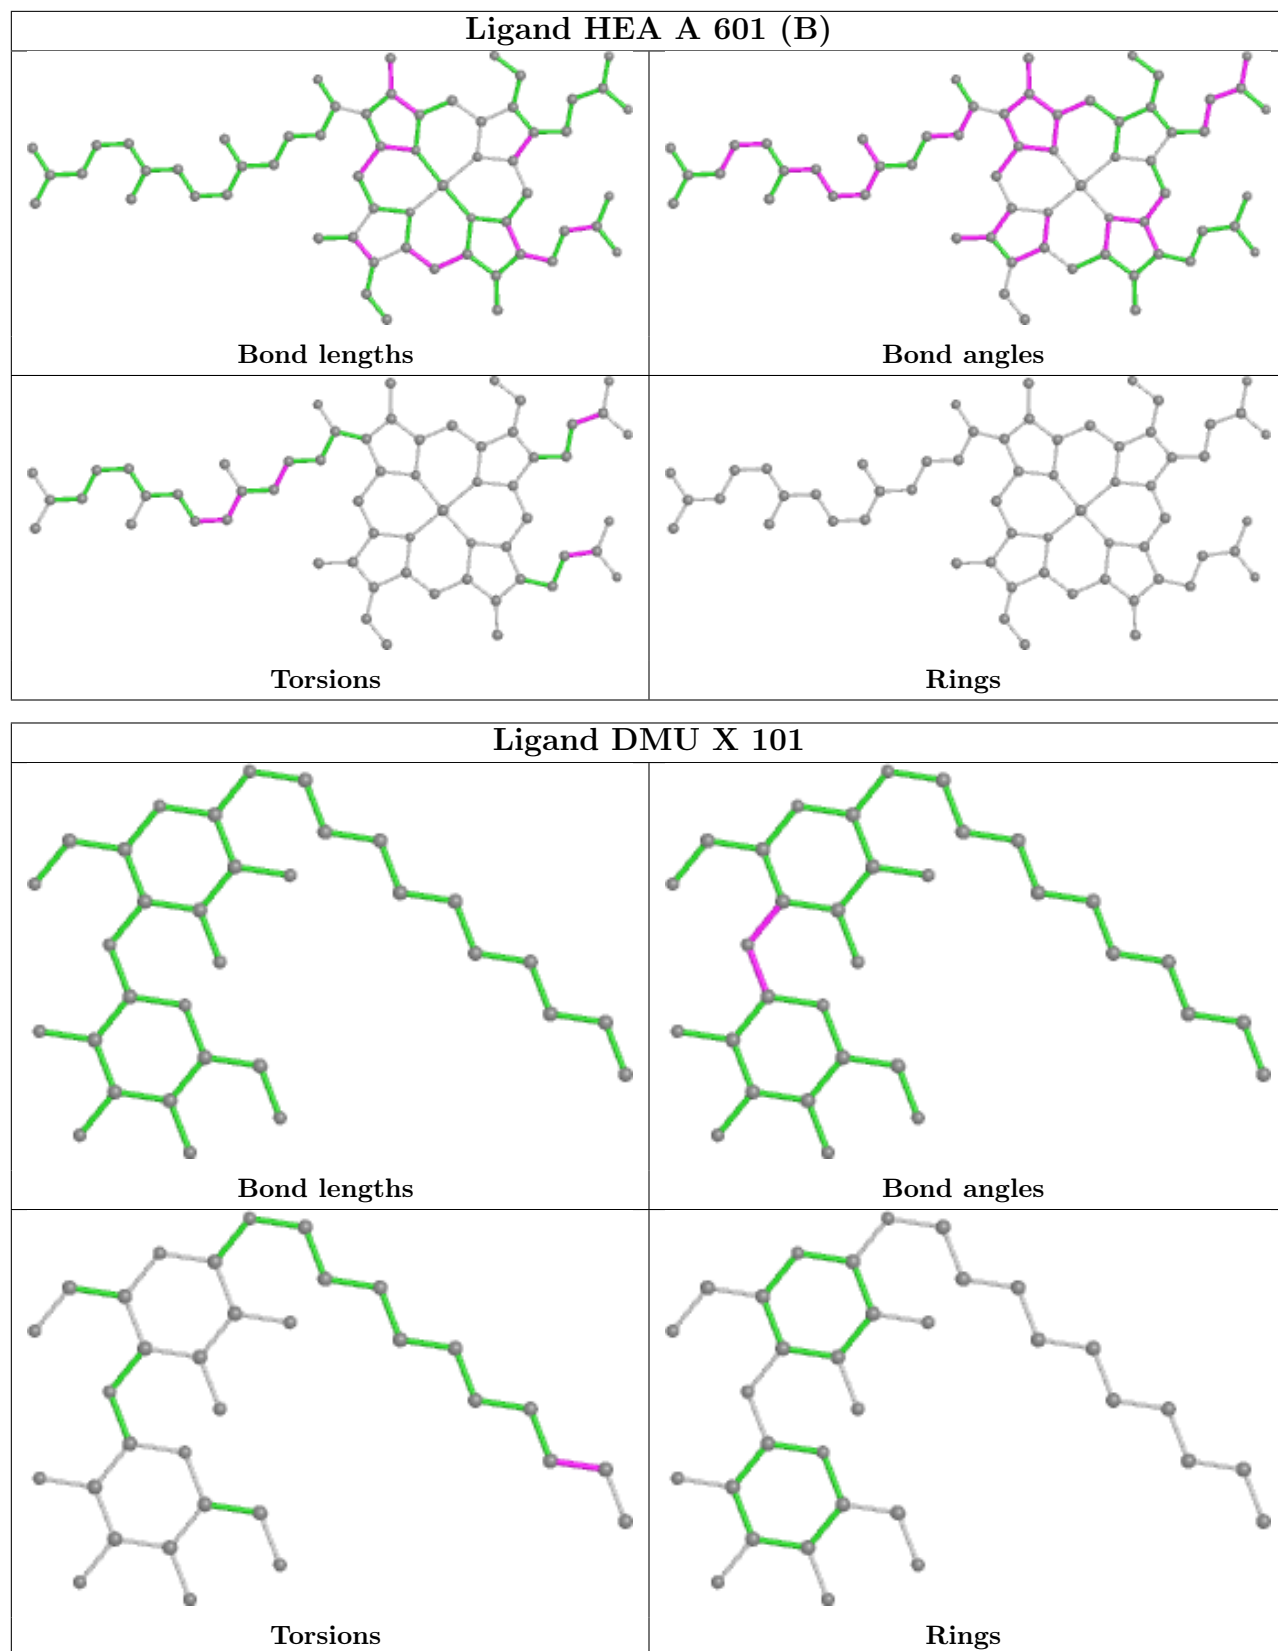 Ligand HEA A 601 (B)
Bond lengths
Bond angles
Torsions
Rings
Ligand DMU X 101
Bond lengths
Bond angles
Torsions
Rings